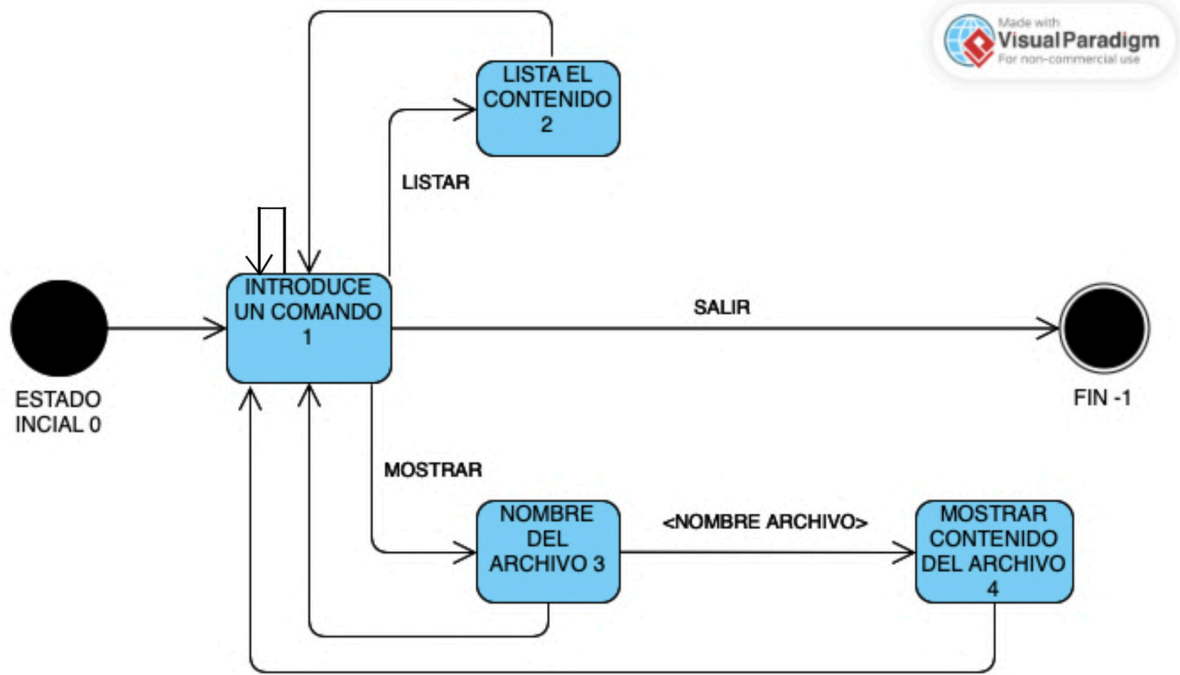 Made with
Visual Paradigm
For non-commercial use
LISTA EL
CONTENIDO
2
LISTAR
INTRODUCE
UN COMANDO
1
SALIR
ESTADO
INCIAL 0
FIN -1
MOSTRAR
NOMBRE
DEL
ARCHIVO 3
<NOMBRE ARCHIVO>
MOSTRAR
CONTENIDO
DEL ARCHIVO
4